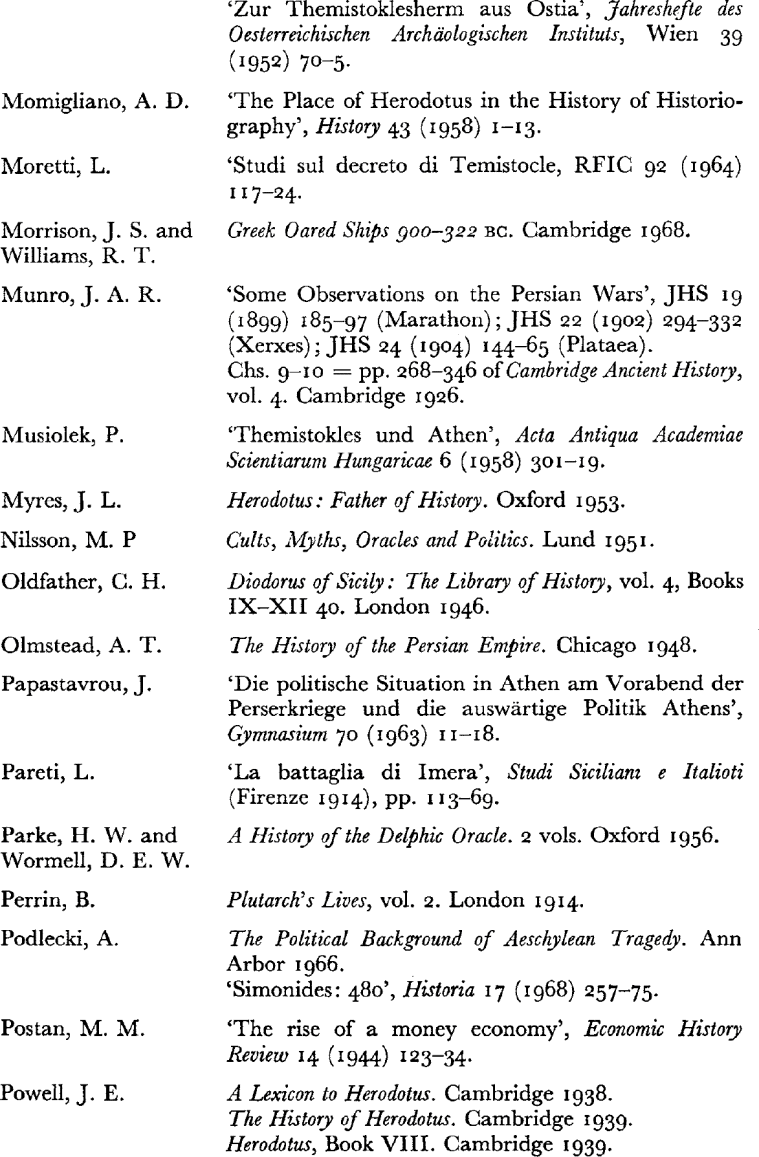 ‘Zur Themistoklesherm aus Ostia’, Jahreshefte des
Oesterreichischen Archäologischen Instituts, Wien 39
(1952) 70–5.
Momigliano, A. D. ‘The Place of Herodotus in the History of Historio-
graphy’, History 43 (1958) 1–13.
Moretti, L. ‘Studi sul decreto di Temistocle, RFIC 92 (1964)
117–24.
Morrison, J. S. and Greek Oared Ships 900–322 BC. Cambridge 1968.
Williams, R. T.
Munro, J. A. R. ‘Some Observations on the Persian Wars’, JHS 19
(1899) 185–97 (Marathon); JHS 22 (1902) 294–332
(Xerxes); JHS 24 (1904) 144–65 (Plataea).
Chs. 9–10 = pp. 268–346 of Cambridge Ancient History,
vol. 4. Cambridge 1926.
Musiolek, P. ‘Themistokles und Athen’, Acta Antiqua Academiae
Scientiarum Hungaricae 6 (1958) 301–19.
Myres, J. L. Herodotus: Father of History. Oxford 1953.
Nilsson, M. P Cults, Myths, Oracles and Politics. Lund 1951.
Oldfather, C. H. Diodorus of Sicily: The Library of History, vol. 4, Books
IX–XII 40. London 1946.
Olmstead, A. T. The History of the Persian Empire. Chicago 1948.
Papastavrou, J. ‘Die politische Situation in Athen am Vorabend der
Perserkriege und die auswärtige Politik Athens’,
Gymnasium 70 (1963) 11–18.
Pareti, L. ‘La battaglia di Imera’, Studi Siciliani e Italioti
(Firenze 1914), pp. 113–69.
Parke, H. W. and A History of the Delphic Oracle. 2 vols. Oxford 1956.
Wormell, D. E. W.
Perrin, B. Plutarch’s Lives, vol. 2. London 1914.
Podlecki, A. The Political Background of Aeschylean Tragedy. Ann
Arbor 1966.
‘Simonides: 480’, Historia 17 (1968) 257–75.
Postan, M. M. ‘The rise of a money economy’, Economic History
Review 14 (1944) 123–34.
Powell, J. E. A Lexicon to Herodotus. Cambridge 1938.
The History of Herodotus. Cambridge 1939.
Herodotus, Book VIII. Cambridge 1939.